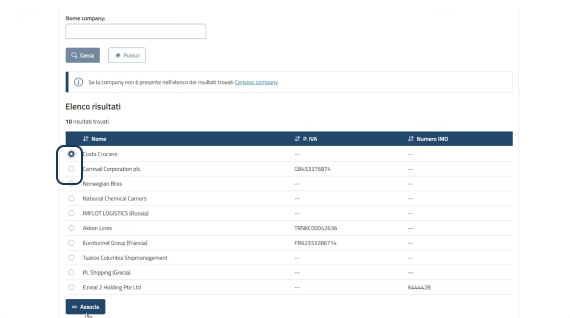 Nome company:
Cerca Pulisci
Se la company non è presente nell'elenco dei risultati trovati Censisci company
Elenco risultati
10 risultati trovati
Nome P. IVA Numero IMO
Costa Crociere -- --
Carnival Corporation plc. GB453376874 --
Norwegian Bliss -- --
National Chemical Carriers -- --
IMFLOT LOGISTICS (Russia) -- --
Akkon Lines TRNKC00042636 --
Eurotunnel Group (Francia) FR62333286714 --
Tsakos Columbia Shipmanagement -- --
PL Shipping (Grecia) -- --
Ezreal 2 Holding Pte Ltd -- 6444428
Associa